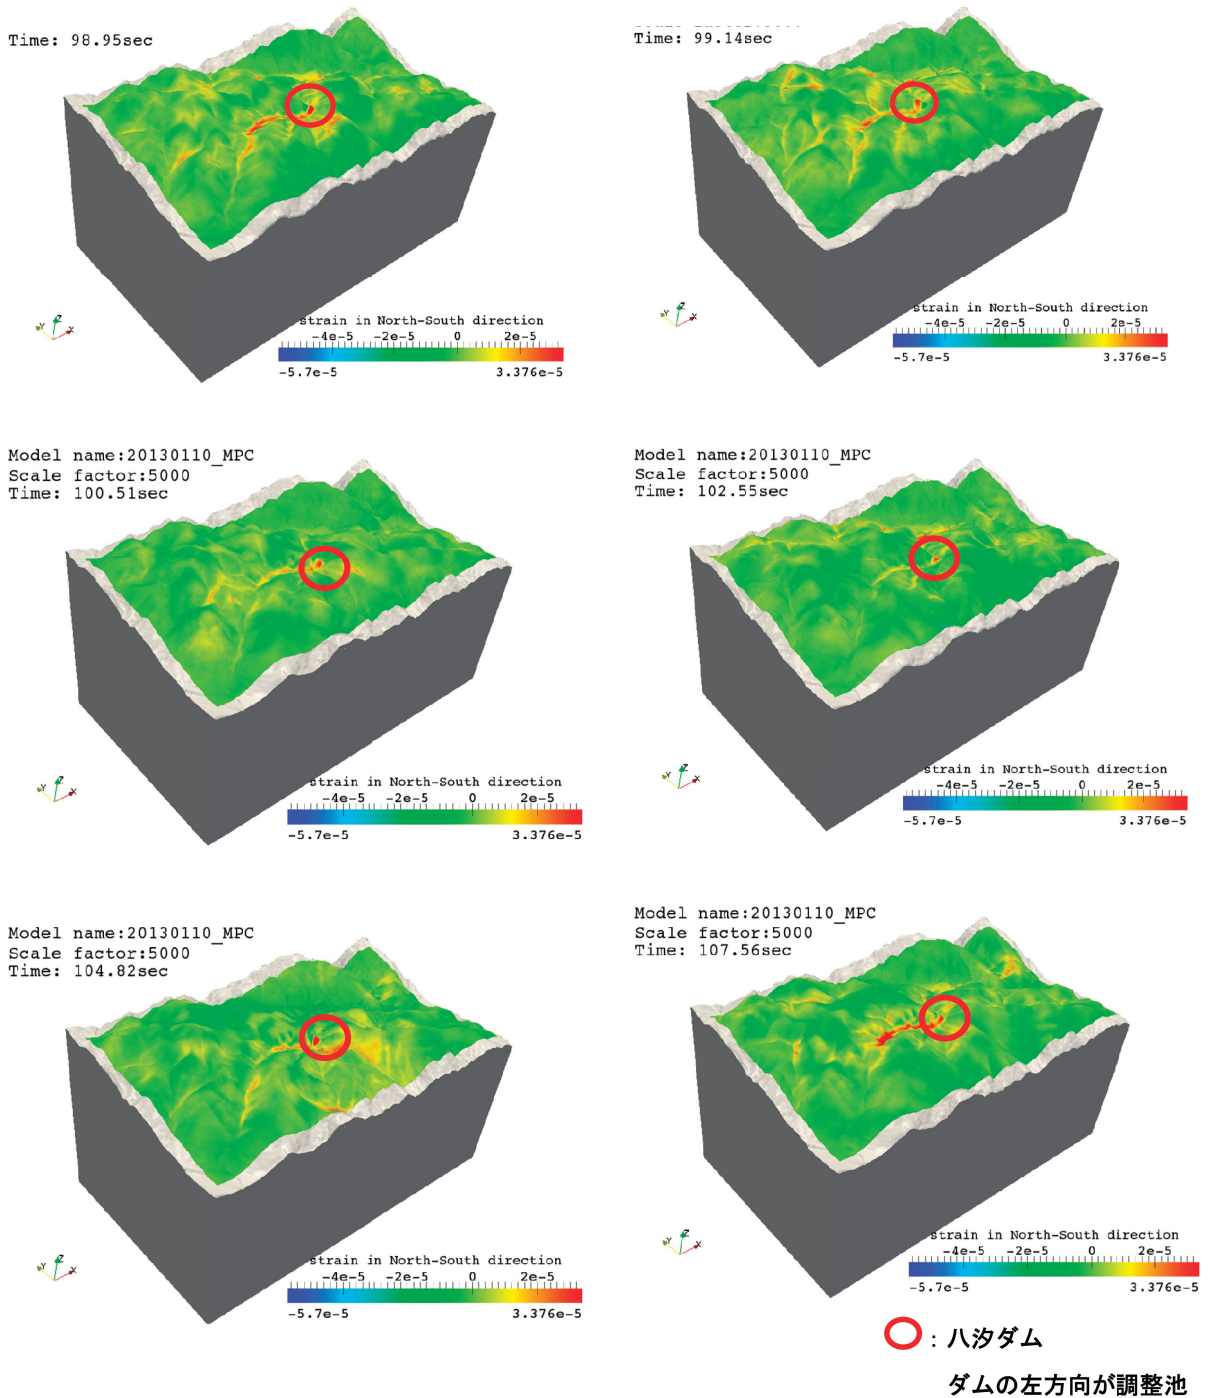 Time: 98.95sec
strain in North-South direction
-4e-5 -2e-5 0 2e-5
-5.7e-5 3.376e-5
Z
Y X
Time: 99.14sec
strain in North-South direction
-4e-5 -2e-5 0 2e-5
-5.7e-5 3.376e-5
Z
Y X
Model name:20130110_MPC
Scale factor:5000
Time: 100.51sec
strain in North-South direction
-4e-5 -2e-5 0 2e-5
-5.7e-5 3.376e-5
Z
Y X
Model name:20130110_MPC
Scale factor:5000
Time: 102.55sec
strain in North-South direction
-4e-5 -2e-5 0 2e-5
-5.7e-5 3.376e-5
Z
Y X
Model name:20130110_MPC
Scale factor:5000
Time: 104.82sec
strain in North-South direction
-4e-5 -2e-5 0 2e-5
-5.7e-5 3.376e-5
Z
Y X
Model name:20130110_MPC
Scale factor:5000
Time: 107.56sec
strain in North-South direction
-4e-5 -2e-5 0 2e-5
-5.7e-5 3.376e-5
Z
Y X
: 八汐ダム
ダムの左方向が調整池